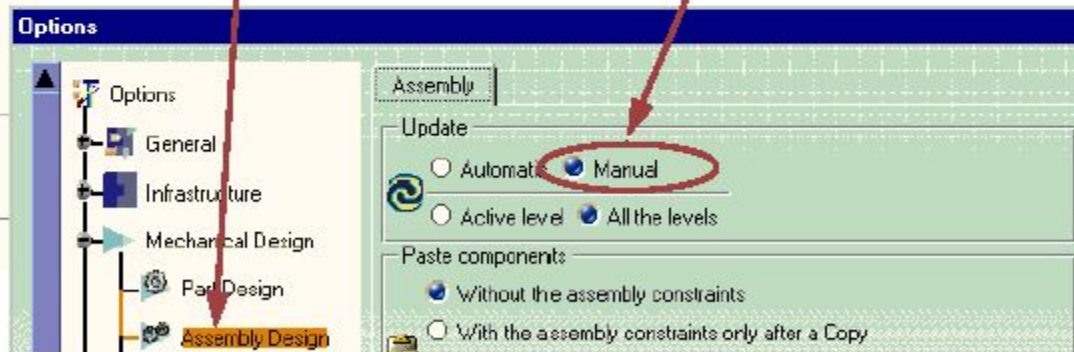 Options
Options
General
Infrastructure
Mechanical Design
Part Design
Assembly Design
Assembly
Update
Automatic Manual
Active level All the levels
Paste components
Without the assembly constraints
With the assembly constraints only after a Copy